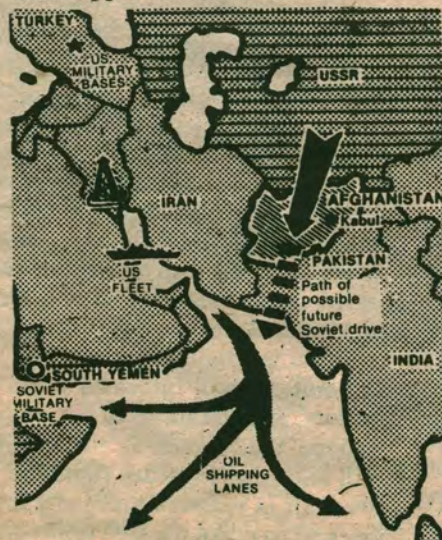 TURKEY
US
MILITARY
BASES
USSR
IRAN
AFGHANISTAN
Kabul
PAKISTAN
US
FLEET
Path of
possible
future
Soviet drive
INDIA
SOUTH YEMEN
SOVIET
MILITARY
BASE
OIL
SHIPPING
LANES